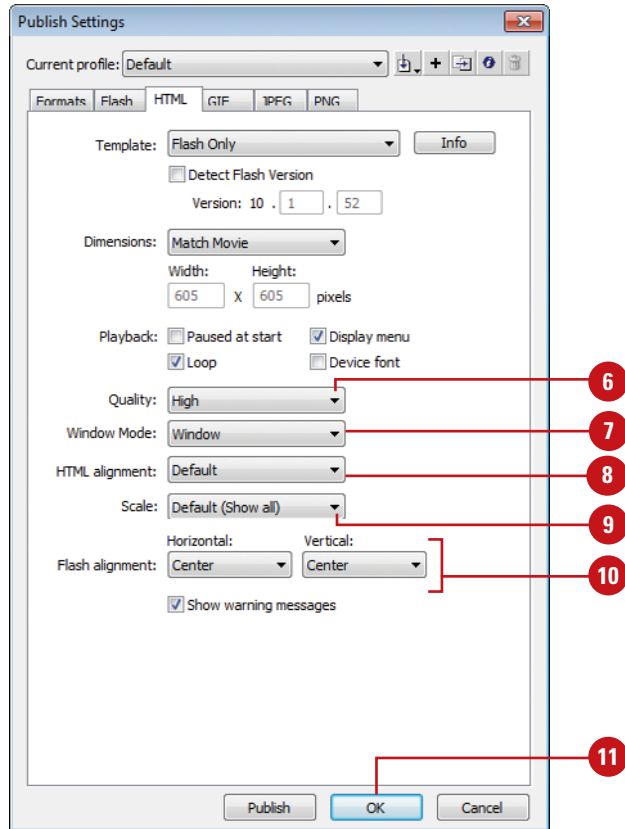 Publish Settings
Current profile: Default
Formats Flash HTML GIF JPEG PNG
Template: Flash Only Info
Detect Flash Version
Version: 10 . 1 . 52
Dimensions: Match Movie
Width: Height:
605 X 605 pixels
Playback: Paused at start Display menu
Loop Device font
6
Quality: High
Window Mode: Window 7
HTML alignment: Default 8
Scale: Default (Show all) 9
Horizontal: Vertical:
Flash alignment: Center Center 10
Show warning messages
11
Publish OK Cancel